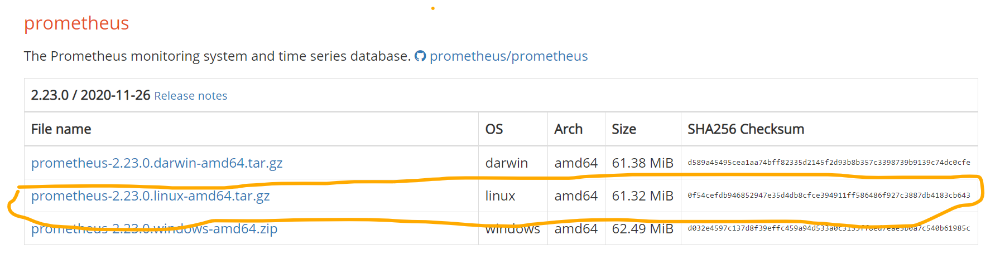 prometheus
The Prometheus monitoring system and time series database. prometheus/prometheus
2.23.0 / 2020-11-26 Release notes
File name OS Arch Size SHA256 Checksum
prometheus-2.23.0.darwin-amd64.tar.gz darwin amd64 61.38 MiB d589a45495cea1aa74bff82335d2145f2d93b8b357c3398739b9139c74dc0cfe
prometheus-2.23.0.linux-amd64.tar.gz linux amd64 61.32 MiB 0f54cefdb946852947e35d4db8cfce394911ff586486f927c3887db4183cb643
prometheus-2.23.0.windows-amd64.zip windows amd64 62.49 MiB